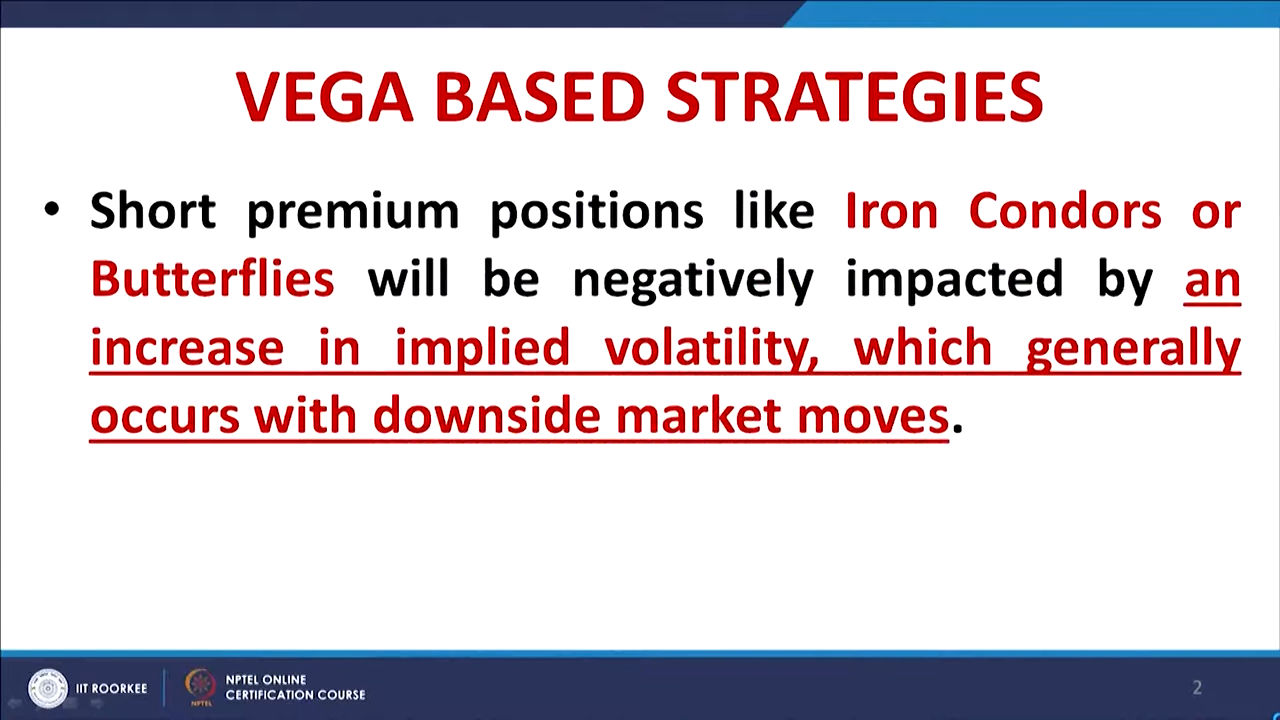 VEGA BASED STRATEGIES
• Short premium positions like Iron Condors or
Butterflies will be negatively impacted by an
increase in implied volatility, which generally
occurs with downside market moves.
IIT ROORKEE
NPTEL
NPTEL ONLINE
CERTIFICATION COURSE
2